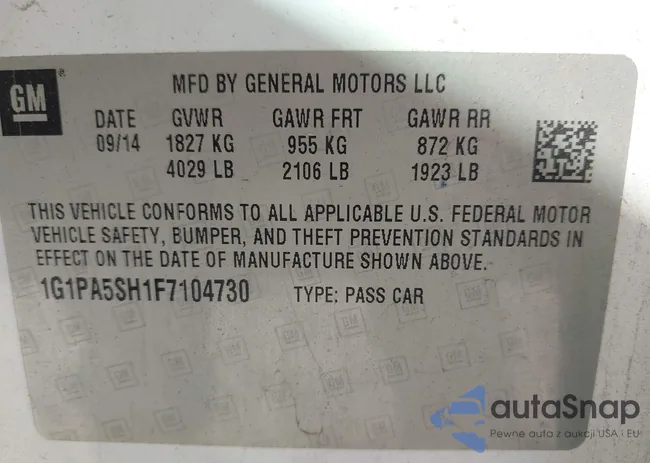 GM
®
MFD BY GENERAL MOTORS LLC
DATE GVWR GAWR FRT GAWR RR
09/14 1827 KG 955 KG 872 KG
4029 LB 2106 LB 1923 LB
THIS VEHICLE CONFORMS TO ALL APPLICABLE U.S. FEDERAL MOTOR
VEHICLE SAFETY, BUMPER, AND THEFT PREVENTION STANDARDS IN
EFFECT ON THE DATE OF MANUFACTURE SHOWN ABOVE.
1G1PA5SH1F7104730 TYPE: PASS CAR
autaSnap
Pewne auta z aukcji USA i EU